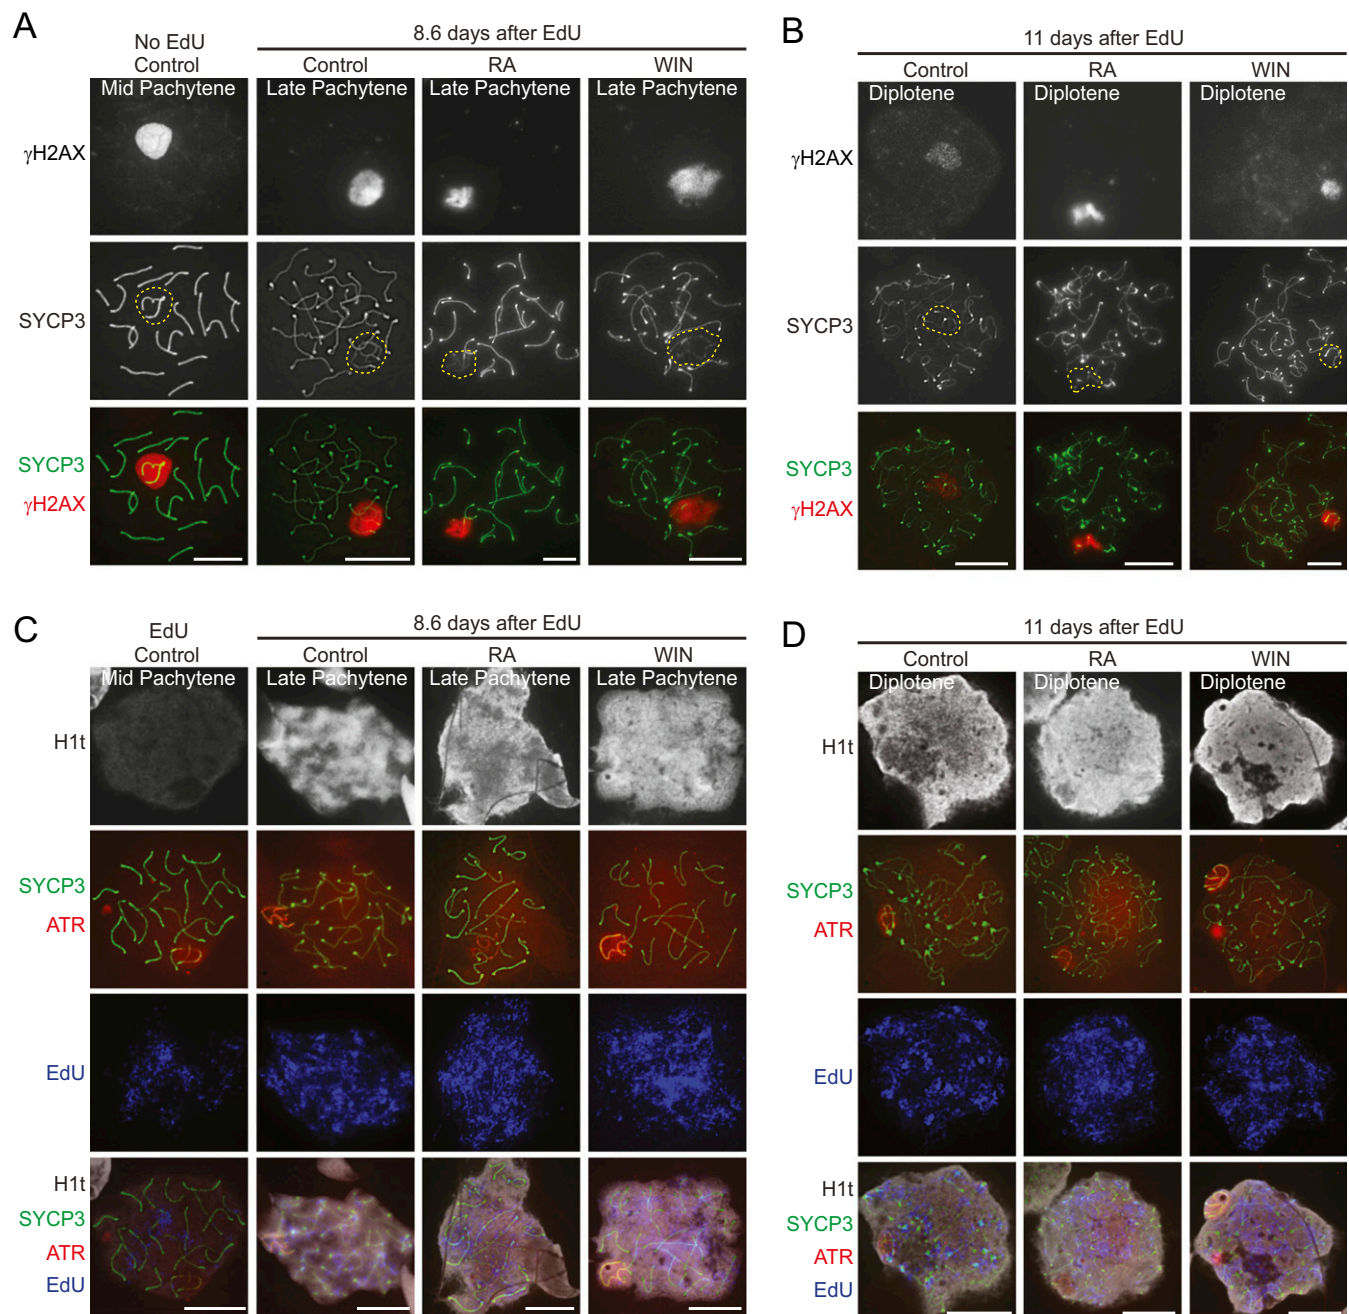 A
No EdU
Control
8.6 days after EdU
Control
RA
WIN
Mid Pachytene
Late Pachytene
Late Pachytene
Late Pachytene
γH2AX
SYCP3
SYCP3
γH2AX
B
11 days after EdU
Control
RA
WIN
Diplotene
Diplotene
Diplotene
γH2AX
SYCP3
SYCP3
γH2AX
C
EdU
Control
8.6 days after EdU
Control
RA
WIN
Mid Pachytene
Late Pachytene
Late Pachytene
Late Pachytene
H1t
SYCP3
ATR
EdU
H1t
SYCP3
ATR
EdU
D
11 days after EdU
Control
RA
WIN
Diplotene
Diplotene
Diplotene
H1t
SYCP3
ATR
EdU
H1t
SYCP3
ATR
EdU